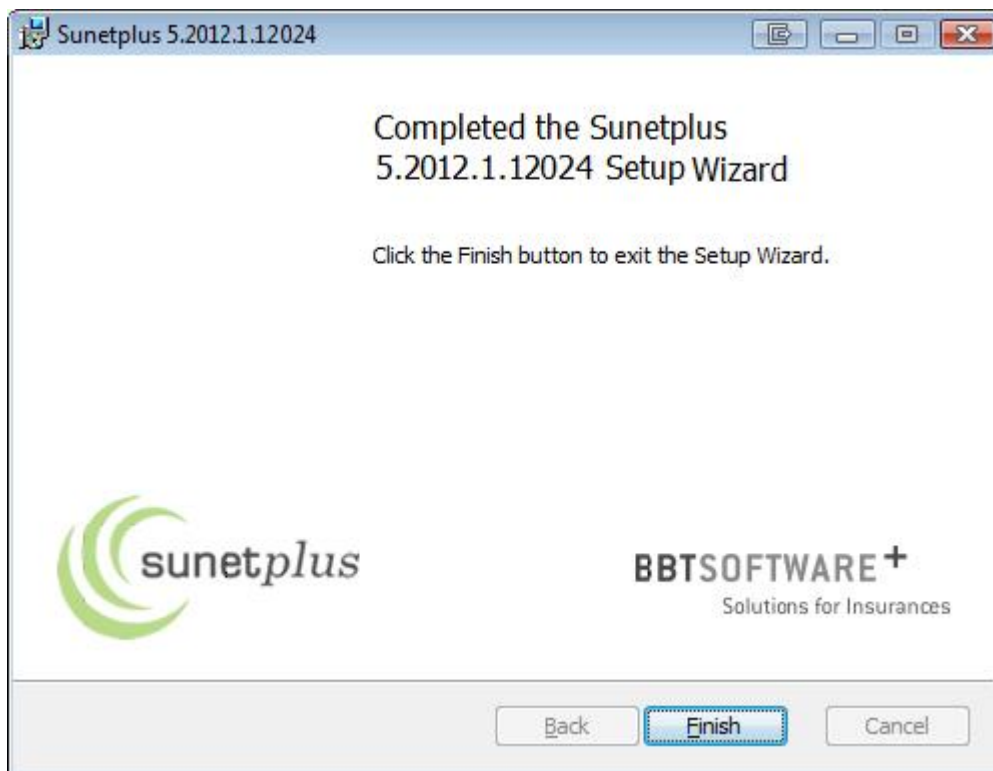 Sunetplus 5.2012.1.12024
Completed the Sunetplus
5.2012.1.12024 Setup Wizard
Click the Finish button to exit the Setup Wizard.
sunetplus
BBTSOFTWARE+
Solutions for Insurances
Back
Finish
Cancel